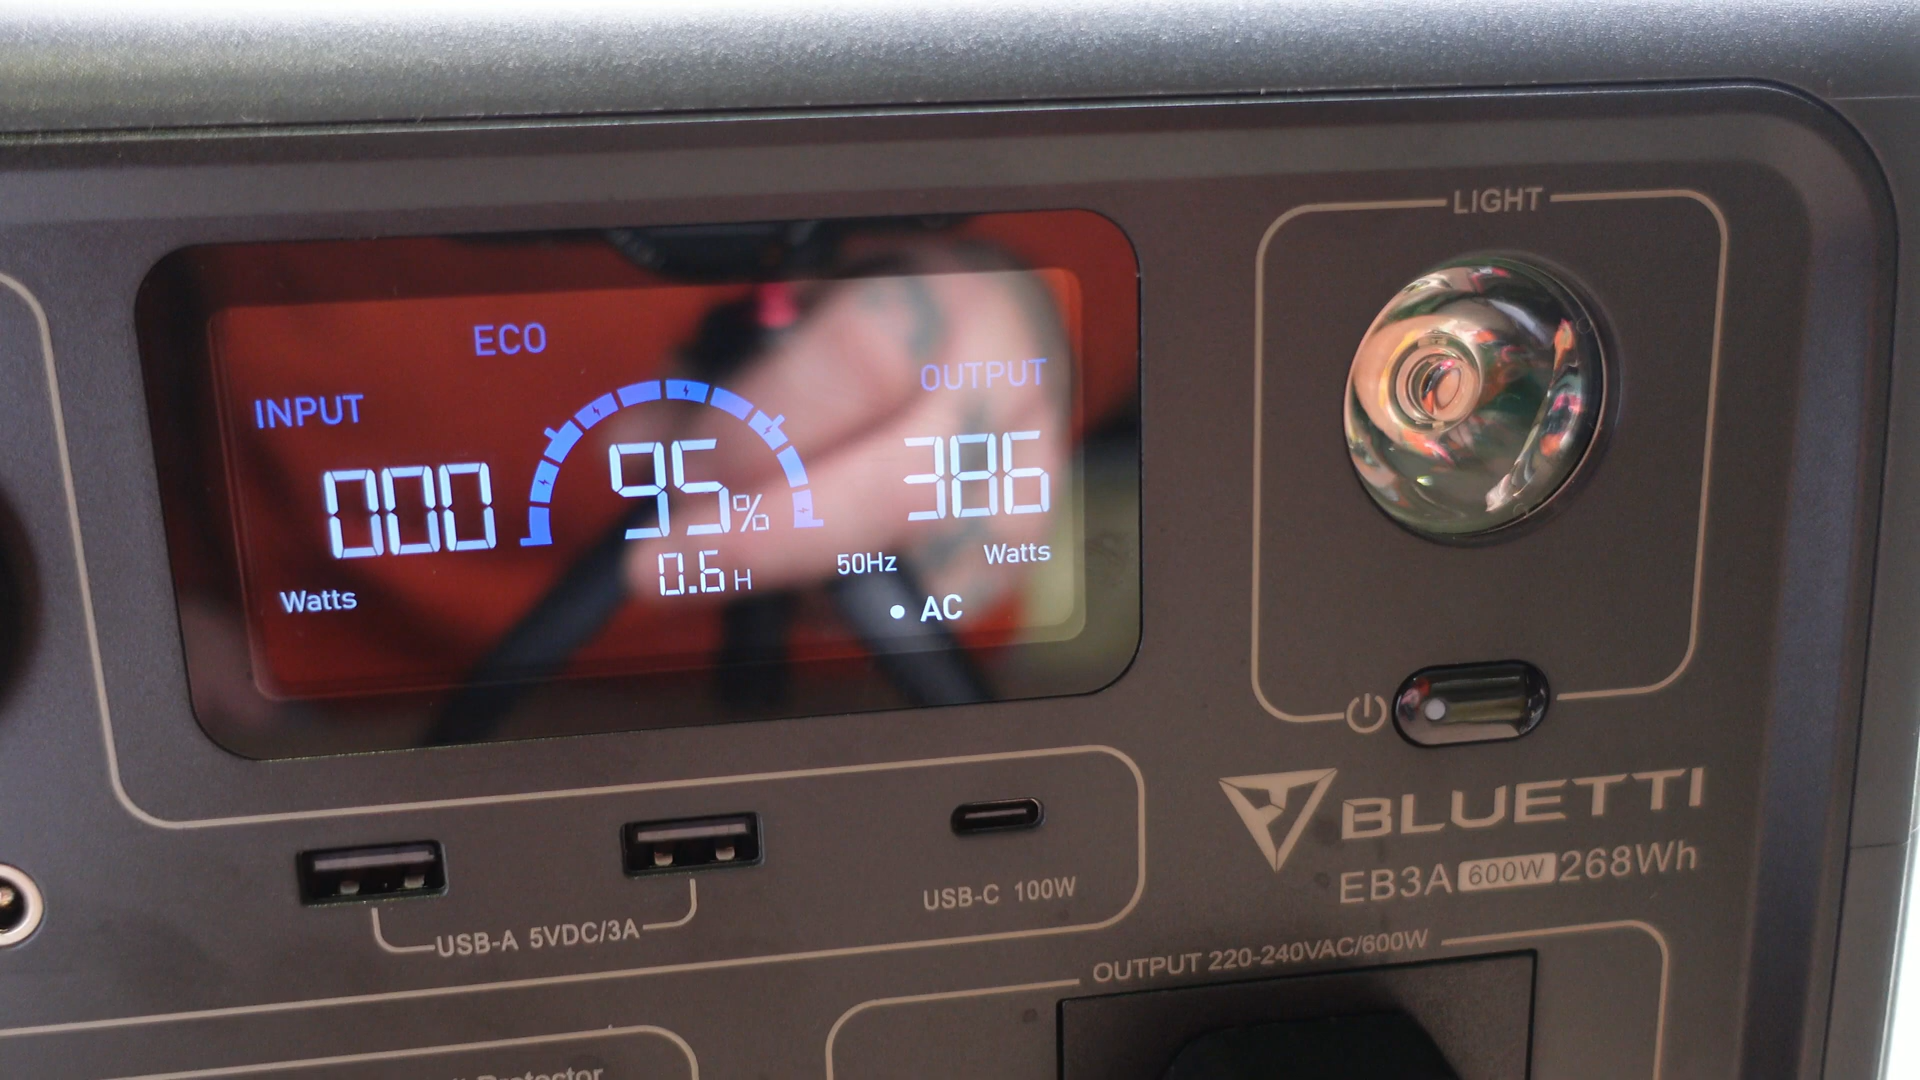 LIGHT
ECO
INPUT
OUTPUT
000
95%
386
0.6 H
50Hz
Watts
Watts
• AC
BLUETTI
EB3A 600W 268Wh
USB-A 5VDC/3A
USB-C 100W
OUTPUT 220-240VAC/600W
Protector